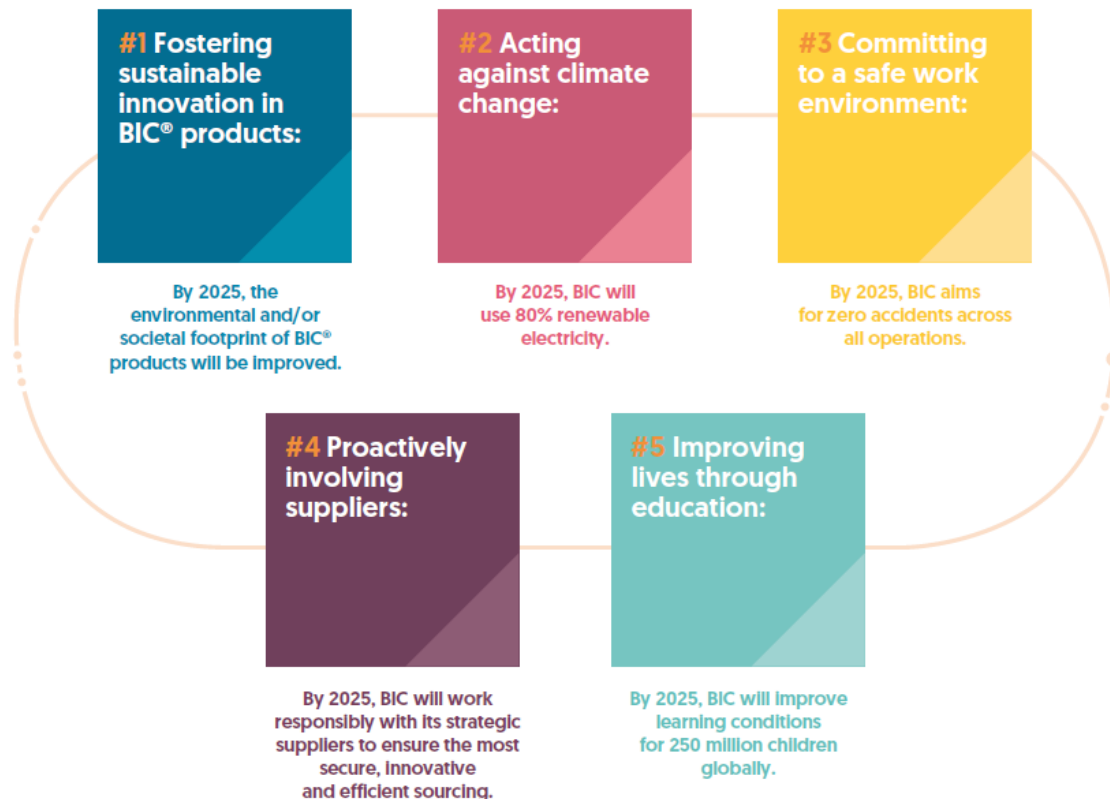 #1 Fostering
sustainable
innovation in
BIC® products:
By 2025, the
environmental and/or
societal footprint of BIC®
products will be improved.
#2 Acting
against climate
change:
By 2025, BIC will
use 80% renewable
electricity.
#3 Committing
to a safe work
environment:
By 2025, BIC aims
for zero accidents across
all operations.
#4 Proactively
involving
suppliers:
By 2025, BIC will work
responsibly with its strategic
suppliers to ensure the most
secure, innovative
and efficient sourcing.
#5 Improving
lives through
education:
By 2025, BIC will improve
learning conditions
for 250 million children
globally.